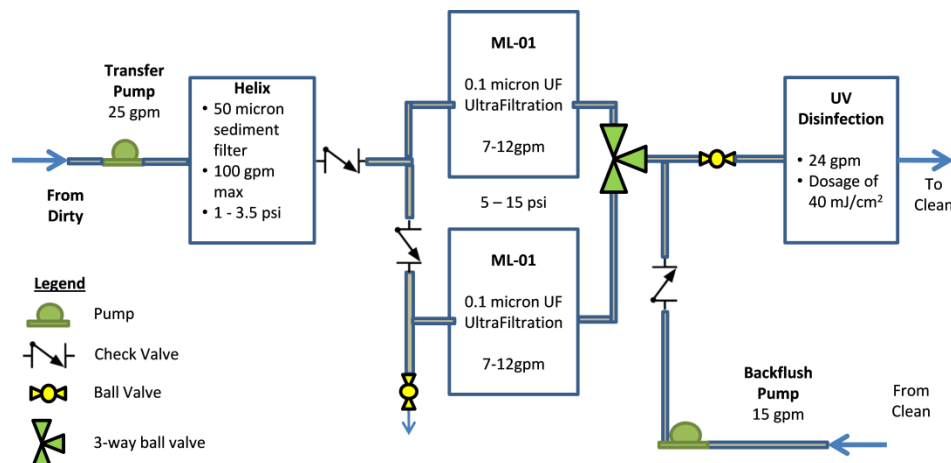 Transfer
Pump
25 gpm
From
Dirty
Helix
• 50 micron
sediment
filter
• 100 gpm
max
• 1 - 3.5 psi
ML-01
0.1 micron UF
UltraFiltration
7-12gpm
5 – 15 psi
ML-01
0.1 micron UF
UltraFiltration
7-12gpm
UV
Disinfection
• 24 gpm
• Dosage of
40 mJ/cm²
To
Clean
Backflush
Pump
15 gpm
From
Clean
Legend
Pump
Check Valve
Ball Valve
3-way ball valve